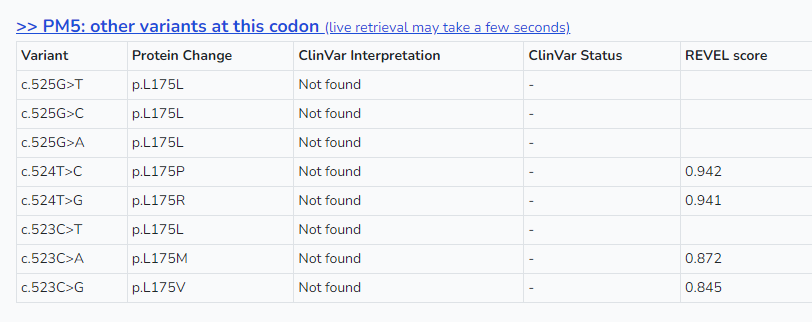 >> PM5: other variants at this codon (live retrieval may take a few seconds)
Variant Protein Change ClinVar Interpretation ClinVar Status REVEL score
c.525G>T p.L175L Not found -
c.525G>C p.L175L Not found -
c.525G>A p.L175L Not found -
c.524T>C p.L175P Not found - 0.942
c.524T>G p.L175R Not found - 0.941
c.523C>T p.L175L Not found -
c.523C>A p.L175M Not found - 0.872
c.523C>G p.L175V Not found - 0.845